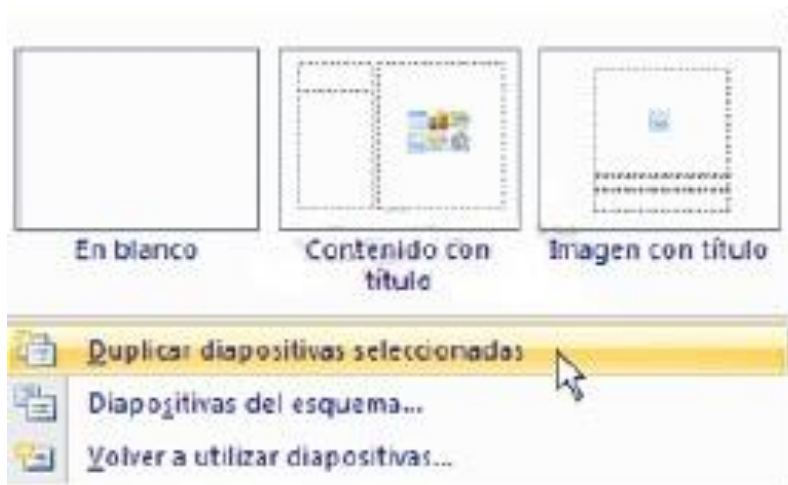 En blanco
Contenido con
título
Imagen con título
Duplicar diapositivas seleccionadas
Diapositivas del esquema...
Volver a utilizar diapositivas...